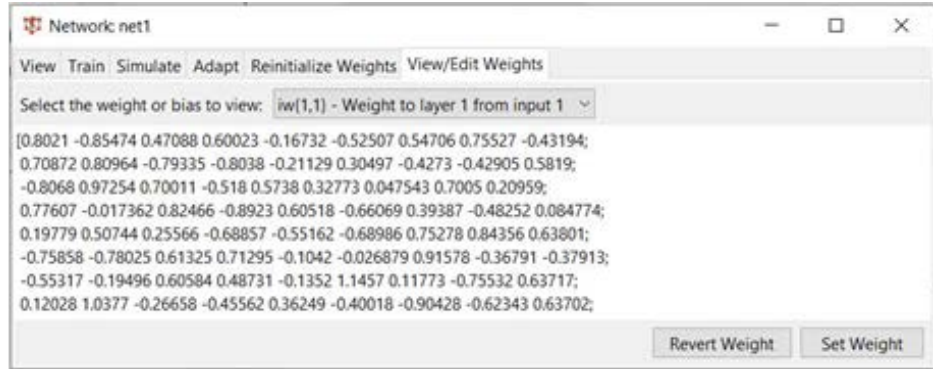 Network: net1
View Train Simulate Adapt Reinitialize Weights View/Edit Weights
Select the weight or bias to view: iw(1,1) - Weight to layer 1 from input 1
[0.8021 -0.85474 0.47088 0.60023 -0.16732 -0.52507 0.54706 0.75527 -0.43194;
0.70872 0.80964 -0.79335 -0.8038 -0.21129 0.30497 -0.4273 -0.42905 0.5819;
-0.8068 0.97254 0.70011 -0.518 0.5738 0.32773 0.047543 0.7005 0.20959;
0.77607 -0.017362 0.82466 -0.8923 0.60518 -0.66069 0.39387 -0.48252 0.084774;
0.19779 0.50744 0.25566 -0.68857 -0.55162 -0.68986 0.75278 0.84356 0.63801;
-0.75858 -0.78025 0.61325 0.71295 -0.1042 -0.026879 0.91578 -0.36791 -0.37913;
-0.55317 -0.19496 0.60584 0.48731 -0.1352 1.1457 0.11773 -0.75532 0.63717;
0.12028 1.0377 -0.26658 -0.45562 0.36249 -0.40018 -0.90428 -0.62343 0.63702;
Revert Weight Set Weight